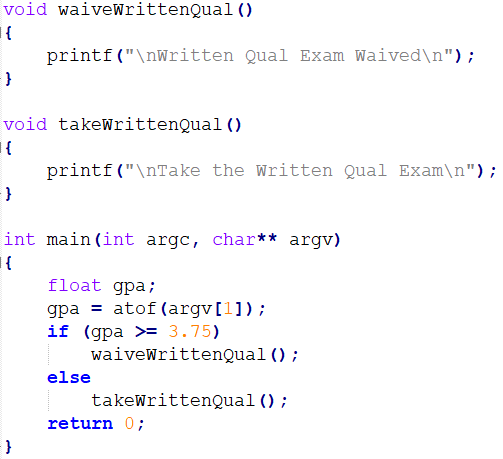 void waiveWrittenQual()
{
    printf("\nWritten Qual Exam Waived\n");
}

void takeWrittenQual()
{
    printf("\nTake the Written Qual Exam\n");
}

int main(int argc, char** argv)
{
    float gpa;
    gpa = atof(argv[1]);
    if (gpa >= 3.75)
        waiveWrittenQual();
    else
        takeWrittenQual();
    return 0;
}